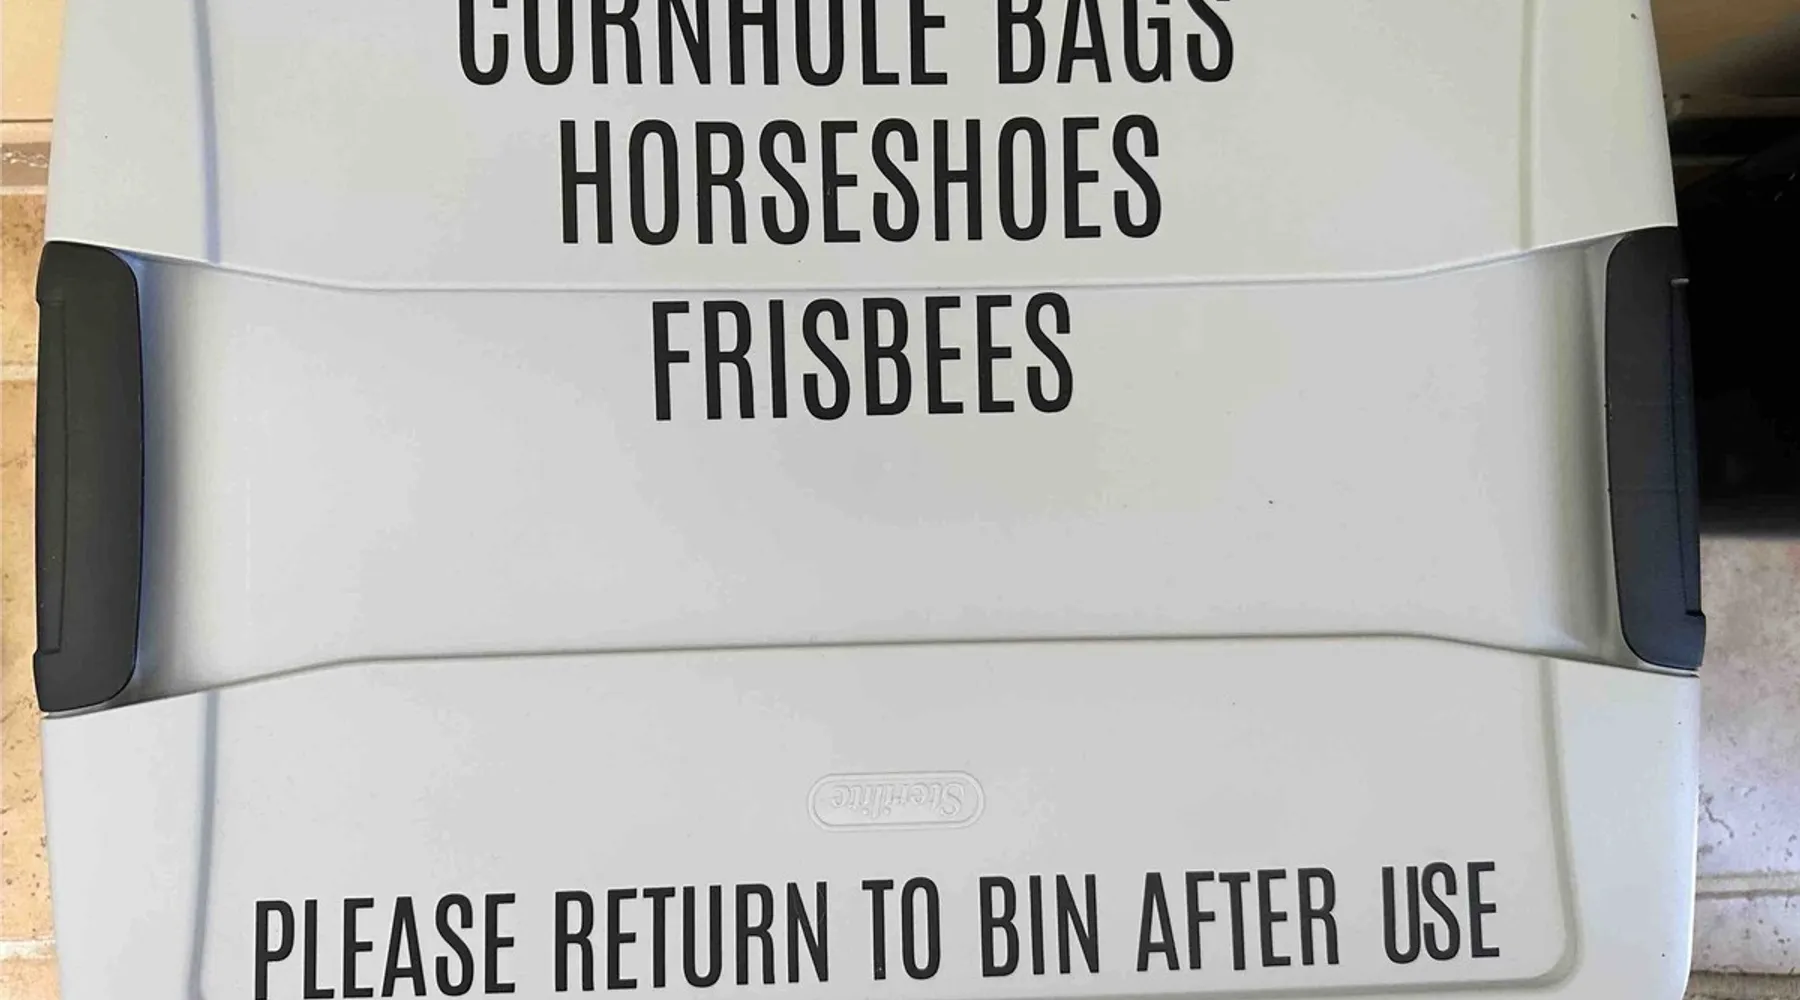 CORNHOLE BAGS
HORSESHOES
FRISBEES
Sterilite
PLEASE RETURN TO BIN AFTER USE